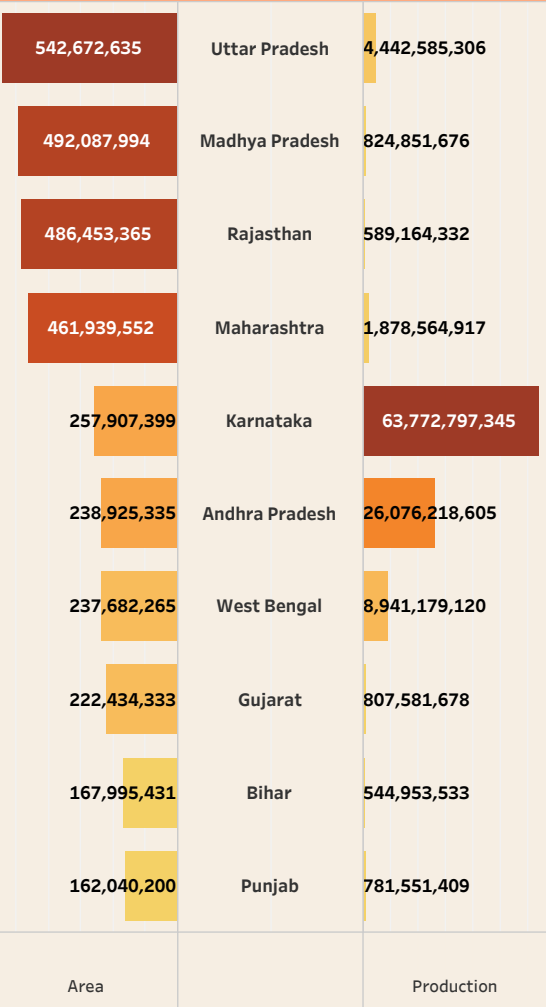 542,672,635 Uttar Pradesh 4,442,585,306
492,087,994 Madhya Pradesh 824,851,676
486,453,365 Rajasthan 589,164,332
461,939,552 Maharashtra 1,878,564,917
257,907,399 Karnataka 63,772,797,345
238,925,335 Andhra Pradesh 26,076,218,605
237,682,265 West Bengal 8,941,179,120
222,434,333 Gujarat 807,581,678
167,995,431 Bihar 544,953,533
162,040,200 Punjab 781,551,409
Area Production